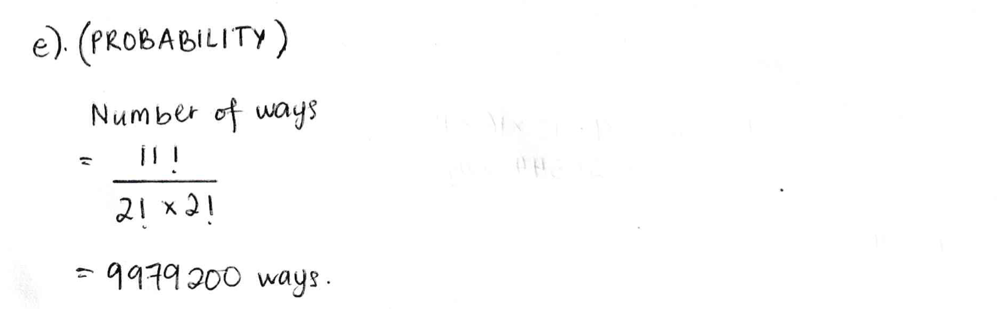 e). (PROBABILITY)
Number of ways
= 11!
2! × 2!
= 9979200 ways.